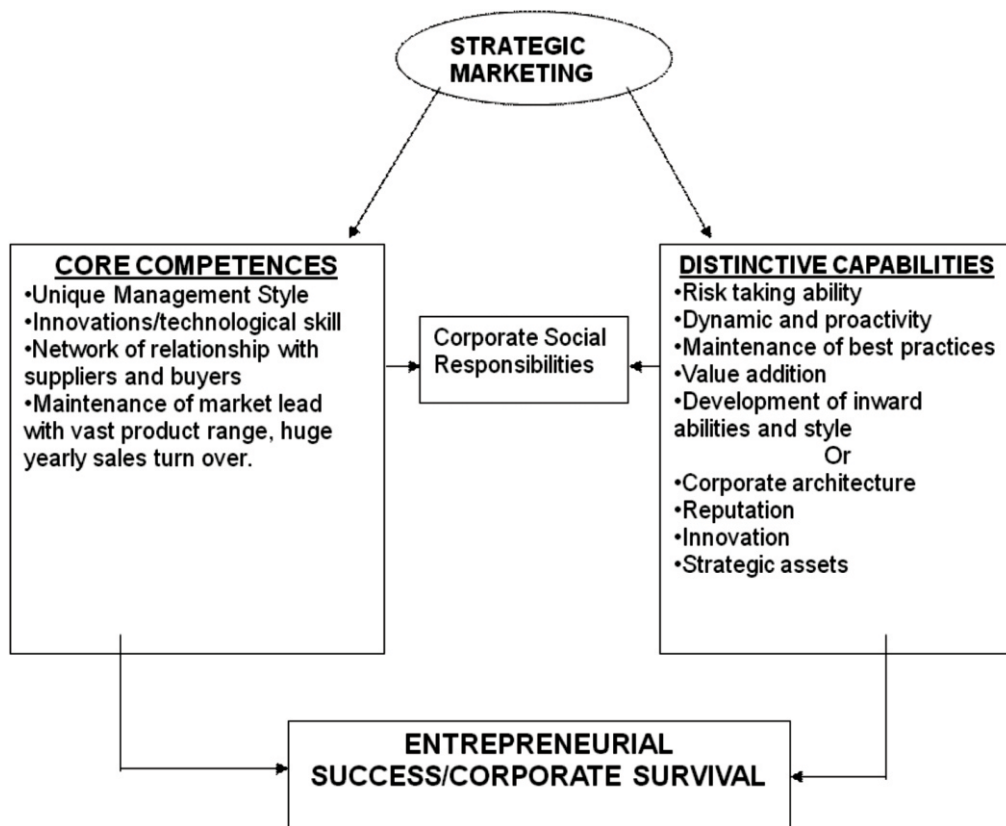 STRATEGIC
MARKETING
CORE COMPETENCES
•Unique Management Style
•Innovations/technological skill
•Network of relationship with
suppliers and buyers
•Maintenance of market lead
with vast product range, huge
yearly sales turn over.
Corporate Social
Responsibilities
DISTINCTIVE CAPABILITIES
•Risk taking ability
•Dynamic and proactivity
•Maintenance of best practices
•Value addition
•Development of inward
abilities and style
Or
•Corporate architecture
•Reputation
•Innovation
•Strategic assets
ENTREPRENEURIAL
SUCCESS/CORPORATE SURVIVAL